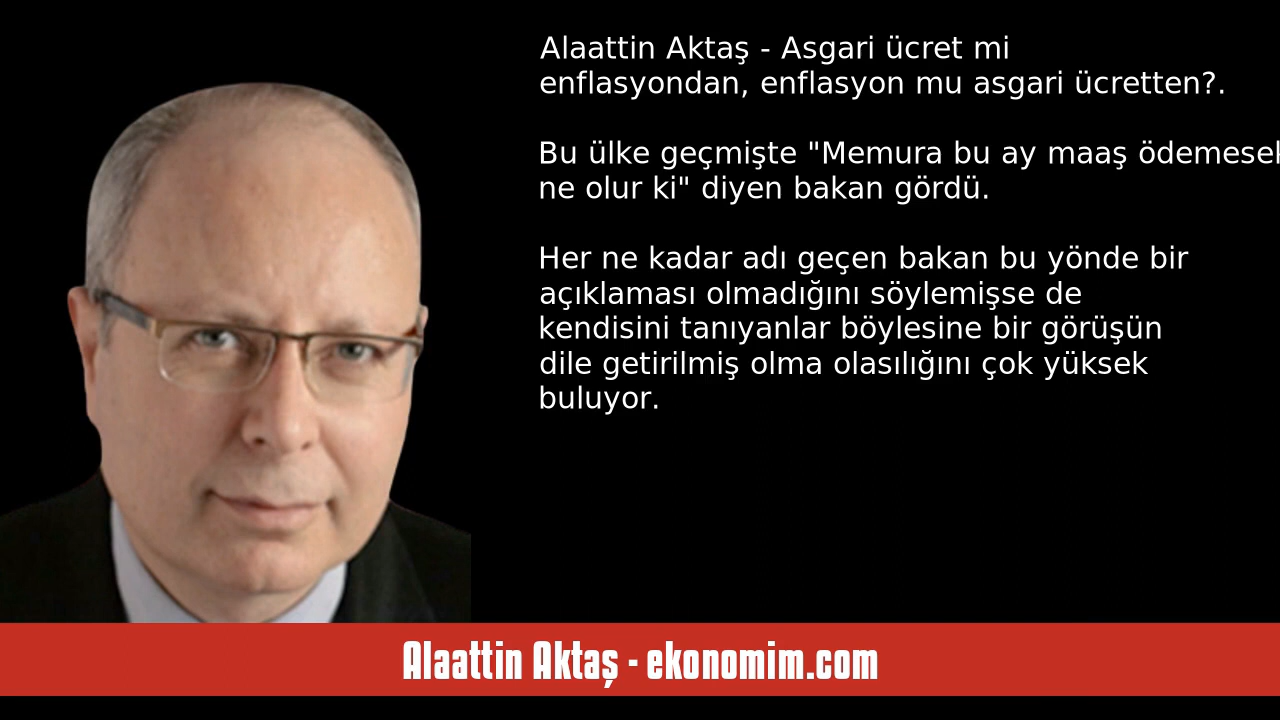 Alaattin Aktaş - Asgari ücret mi
enflasyondan, enflasyon mu asgari ücretten?.
Bu ülke geçmişte "Memura bu ay maaş
ne olur ki" diyen bakan gördü.
Her ne kadar adı geçen bakan bu yönde bir
açıklaması olmadığını söylemişse de
kendisini tanıyanlar böylesine bir görüşün
dile getirilmiş olma olasılığını çok yüksek
buluyor.
Alaattin Aktaş - ekonomim.com